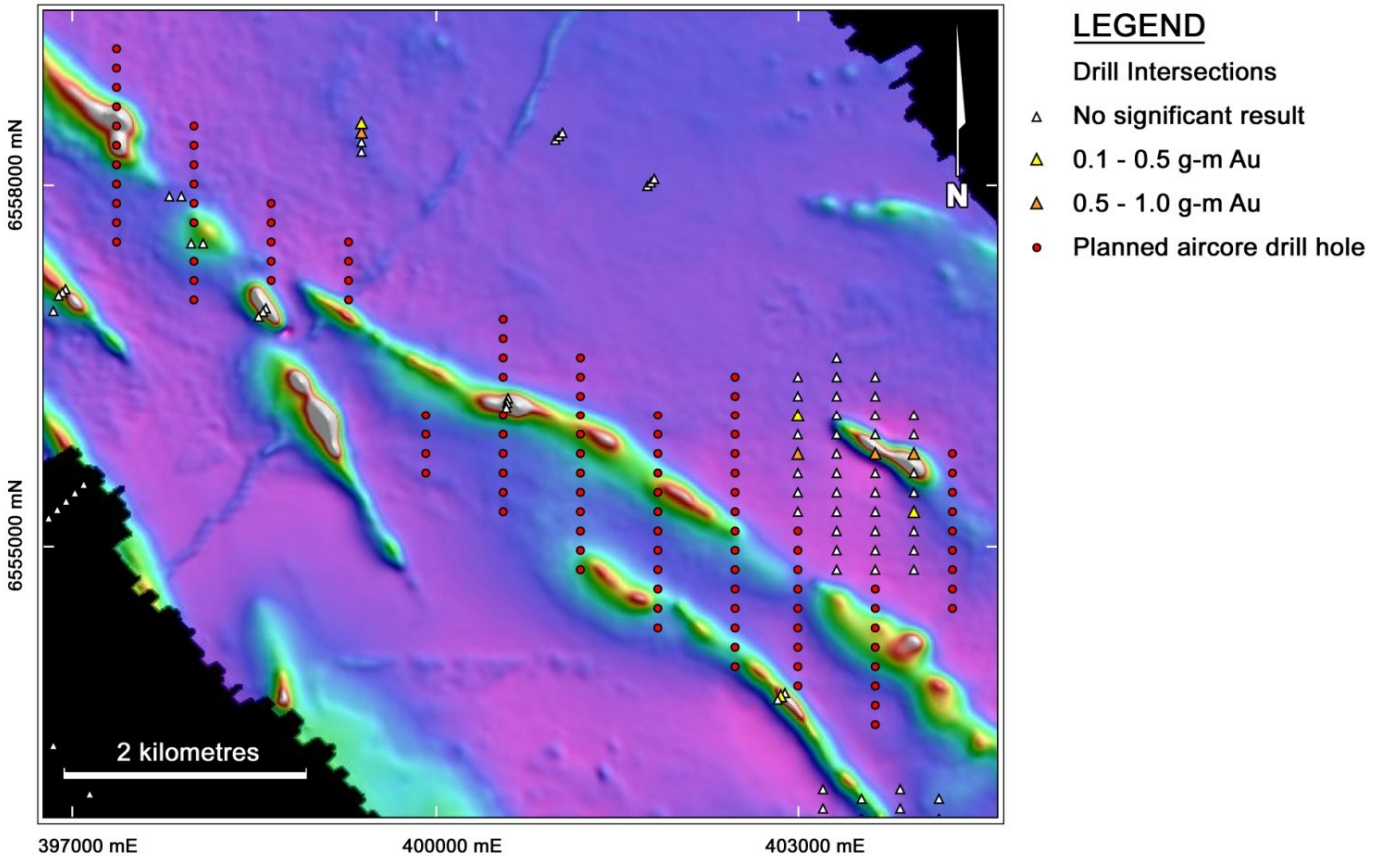 LEGEND
Drill Intersections
No significant result
0.1 - 0.5 g-m Au
0.5 - 1.0 g-m Au
Planned aircore drill hole
N
6558000 mN
6555000 mN
2 kilometres
397000 mE
400000 mE
403000 mE